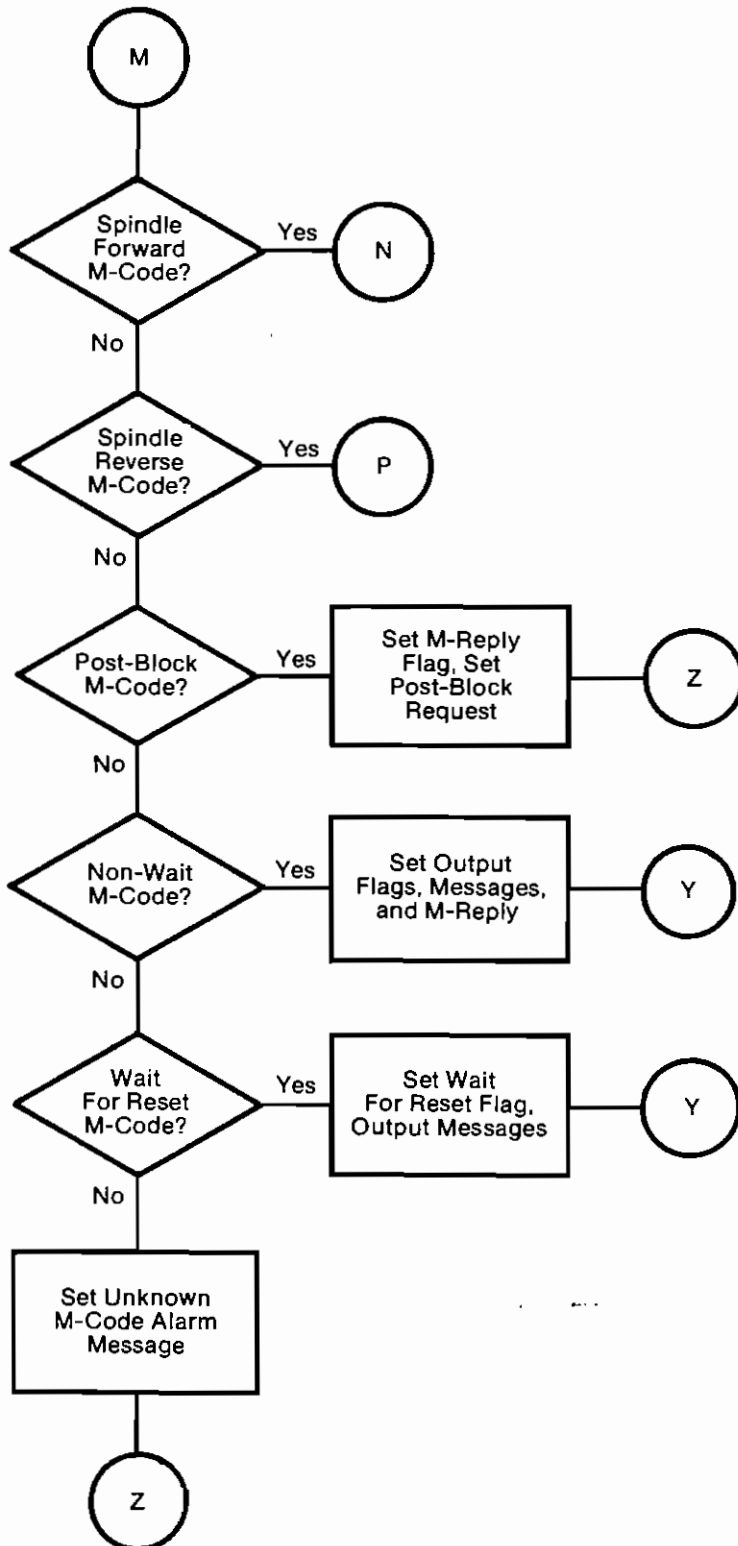 M
Spindle
Forward
M-Code?
Yes
N
No
Spindle
Reverse
M-Code?
Yes
P
No
Post-Block
M-Code?
Yes
Set M-Reply
Flag, Set
Post-Block
Request
Z
No
Non-Wait
M-Code?
Yes
Set Output
Flags, Messages,
and M-Reply
Y
No
Wait
For Reset
M-Code?
Yes
Set Wait
For Reset Flag,
Output Messages
Y
No
Set Unknown
M-Code Alarm
Message
Z